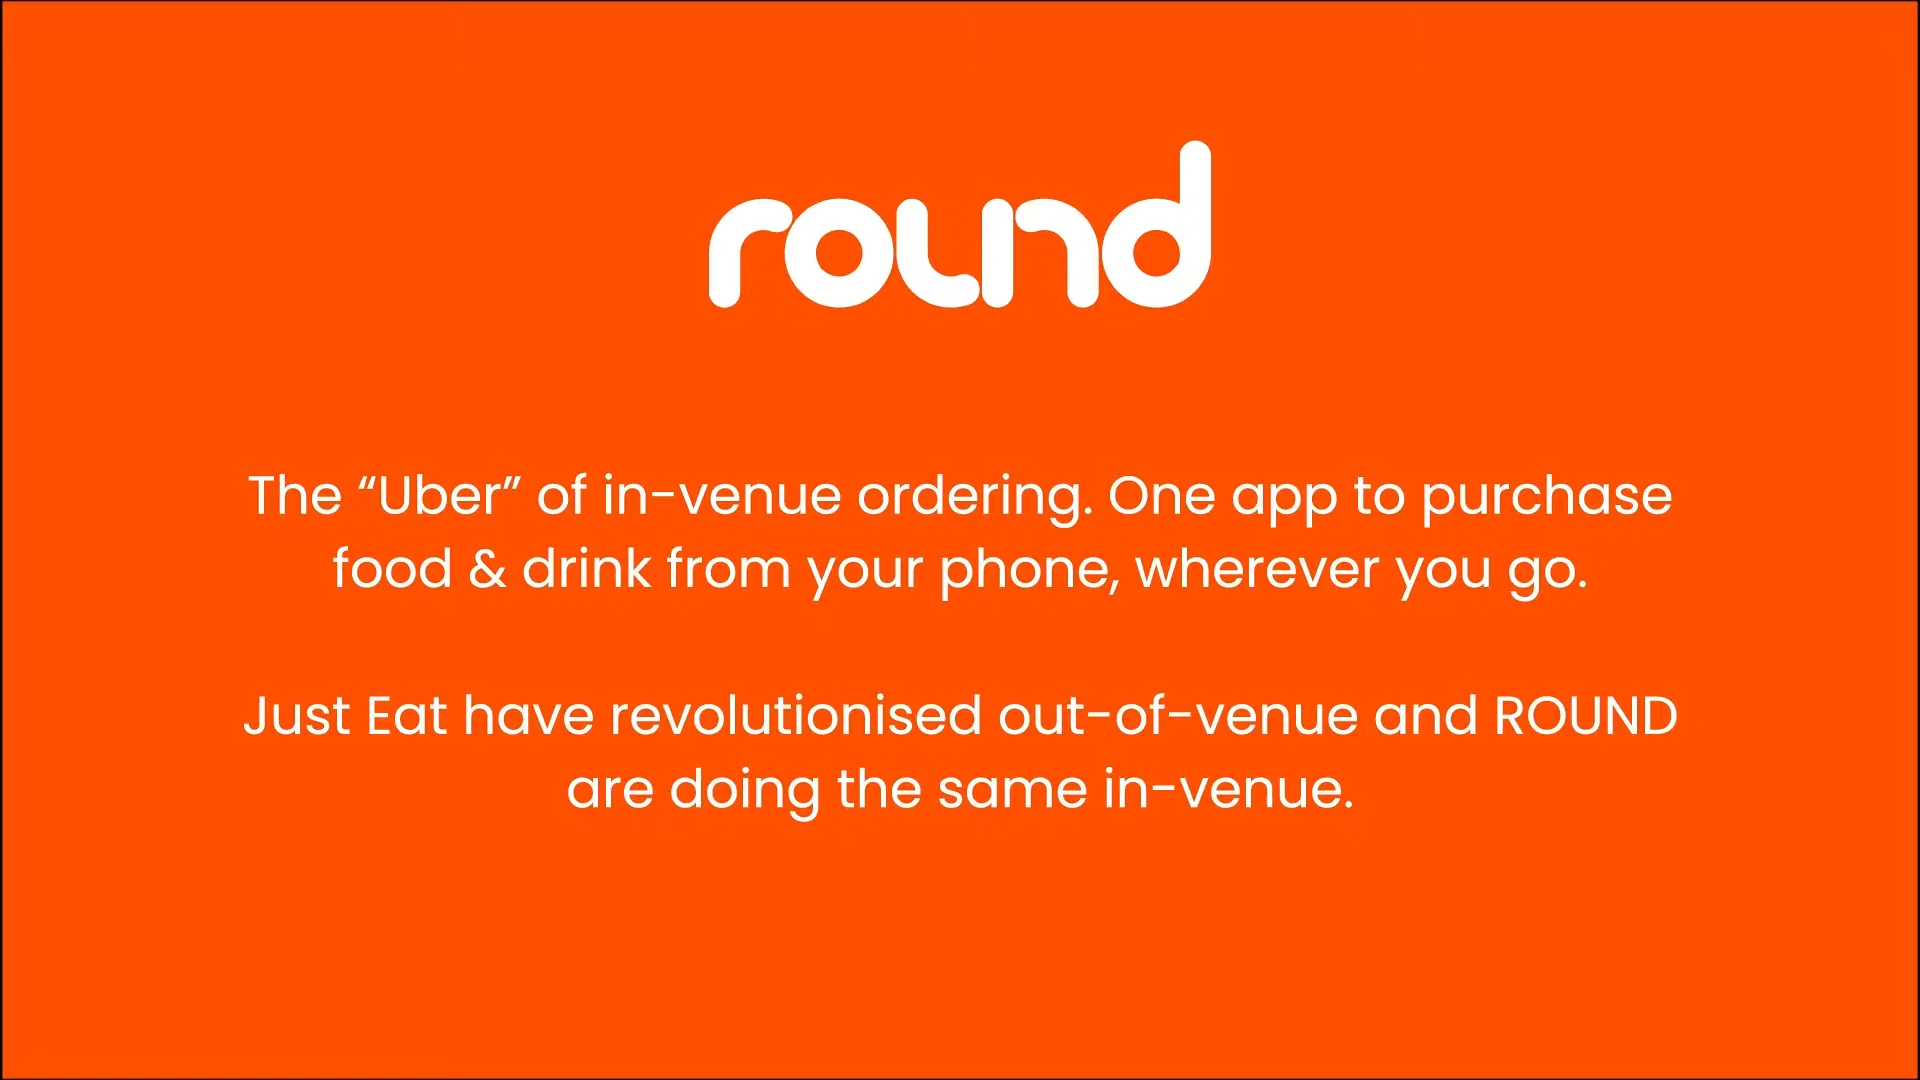 round
The “Uber” of in-venue ordering. One app to purchase
food & drink from your phone, wherever you go.
Just Eat have revolutionised out-of-venue and ROUND
are doing the same in-venue.